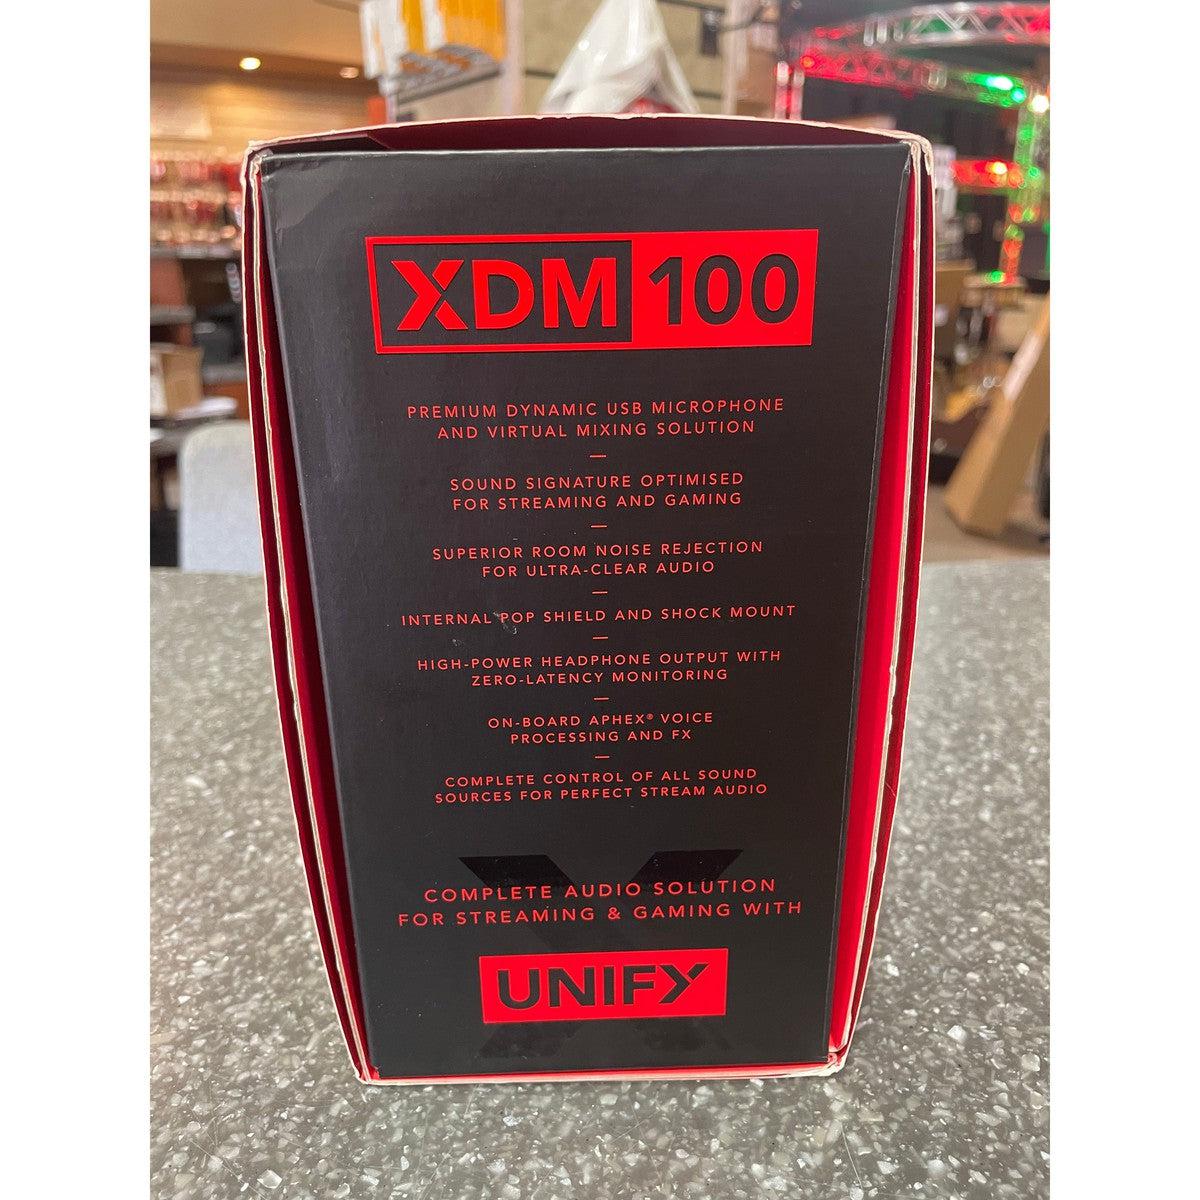 XDM 100
PREMIUM DYNAMIC USB MICROPHONE
AND VIRTUAL MIXING SOLUTION
—
SOUND SIGNATURE OPTIMISED
FOR STREAMING AND GAMING
—
SUPERIOR ROOM NOISE REJECTION
FOR ULTRA-CLEAR AUDIO
—
INTERNAL POP SHIELD AND SHOCK MOUNT
—
HIGH-POWER HEADPHONE OUTPUT WITH
ZERO-LATENCY MONITORING
—
ON-BOARD APHEX® VOICE
PROCESSING AND FX
—
COMPLETE CONTROL OF ALL SOUND
SOURCES FOR PERFECT STREAM AUDIO
COMPLETE AUDIO SOLUTION
FOR STREAMING & GAMING WITH
UNIFY